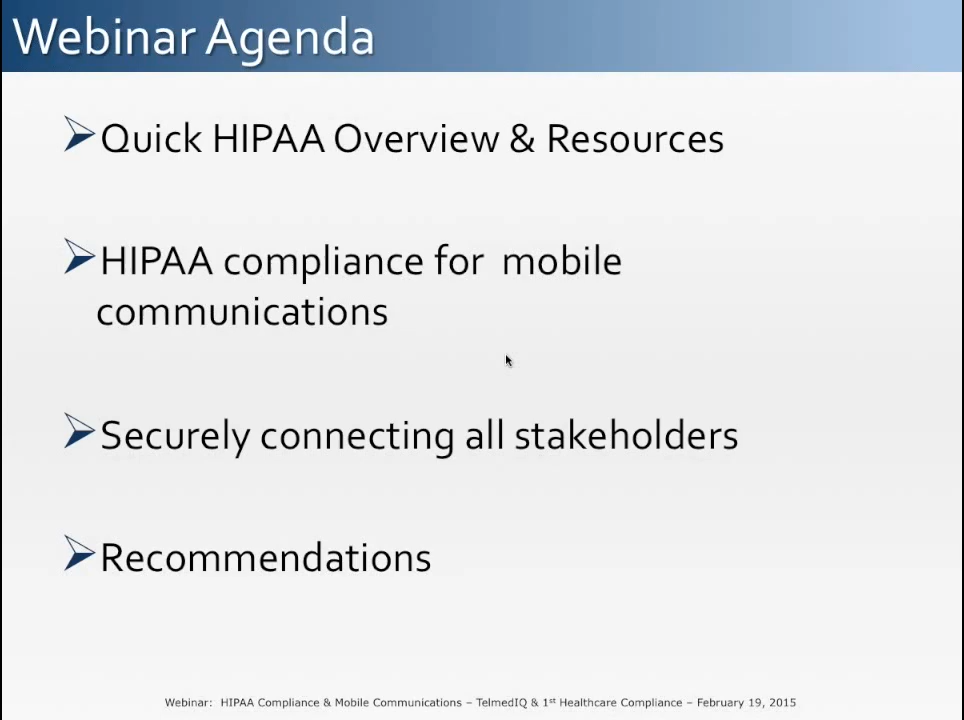 Webinar Agenda
Quick HIPAA Overview & Resources
HIPAA compliance for  mobile
communications
Securely connecting all stakeholders
Recommendations
Webinar:  HIPAA Compliance & Mobile Communications – TelmedIQ & 1st Healthcare Compliance – February 19, 2015